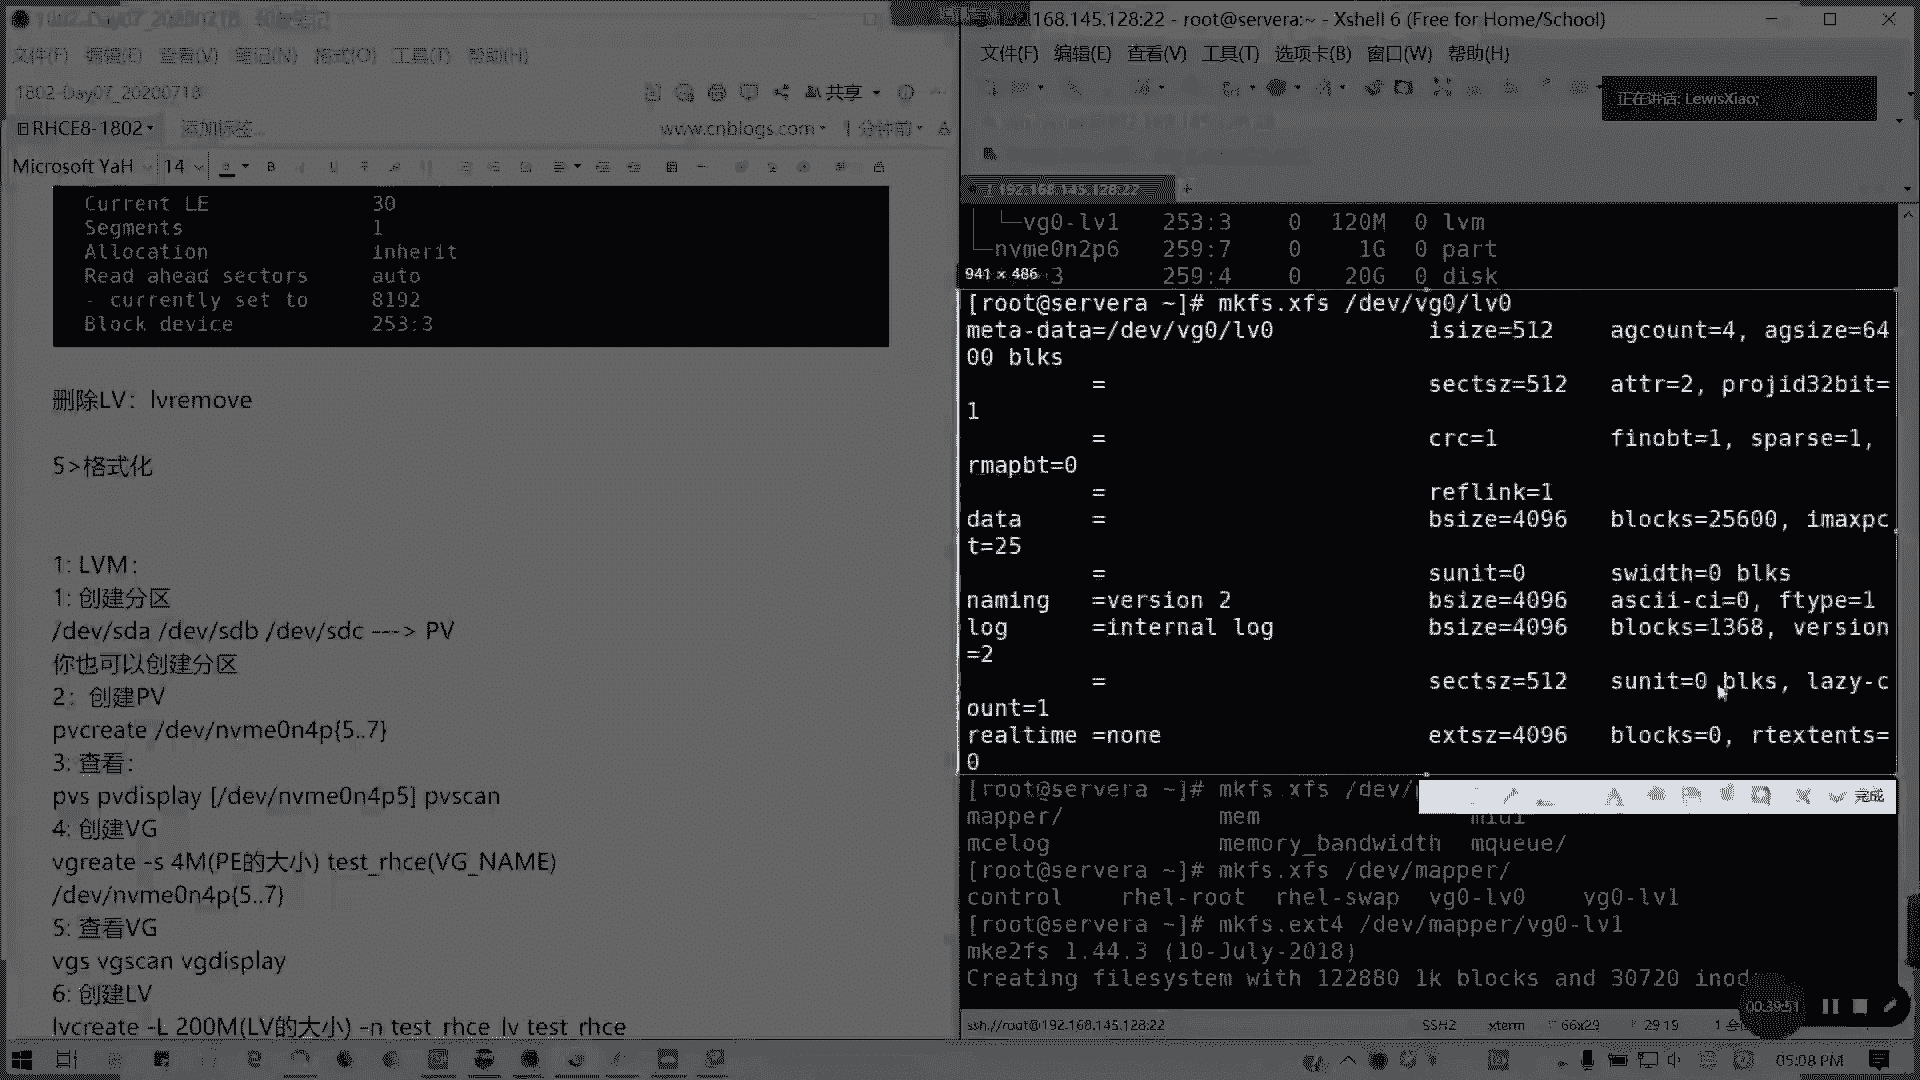 文件(F) 编辑(E) 查看(V) 笔记(N) 格式(O) 工具(T) 帮助(H)
1802-Day07_20200718
共享
RHCE8-1802
添加标签...
www.cnblogs.com
1 分钟前
Microsoft YaH 14
Current LE 30
Segments 1
Allocation inherit
Read ahead sectors auto
- currently set to 8192
Block device 253:3
删除LV：lvremove
5>格式化
1: LVM：
1: 创建分区
/dev/sda /dev/sdb /dev/sdc ---> PV
你也可以创建分区
2：创建PV
pvcreate /dev/nvme0n4p{5..7}
3: 查看：
pvs pvdisplay [/dev/nvme0n4p5] pvscan
4: 创建VG
vgreate -s 4M(PE的大小) test_rhce(VG_NAME)
/dev/nvme0n4p{5..7}
5: 查看VG
vgs vgscan vgdisplay
6: 创建LV
lvcreate -L 200M(LV的大小) -n test_rhce_lv test_rhce
.168.145.128:22 - root@servera:~ - Xshell 6 (Free for Home/School)
文件(F) 编辑(E) 查看(V) 工具(T) 选项卡(B) 窗口(W) 帮助(H)
正在讲话: LewisXiao;
1 192.168.145.128:22 +
└─vg0-lv1 253:3 0 120M 0 lvm
└─nvme0n2p6 259:7 0 1G 0 part
941 × 486
3 259:4 0 20G 0 disk
[root@servera ~]# mkfs.xfs /dev/vg0/lv0
meta-data=/dev/vg0/lv0 isize=512 agcount=4, agsize=64
00 blks
= sectsz=512 attr=2, projid32bit=
1
= crc=1 finobt=1, sparse=1,
rmapbt=0
= reflink=1
data = bsize=4096 blocks=25600, imaxpc
t=25
= sunit=0 swidth=0 blks
naming =version 2 bsize=4096 ascii-ci=0, ftype=1
log =internal log bsize=4096 blocks=1368, version
=2
= sectsz=512 sunit=0 blks, lazy-c
ount=1
realtime =none extsz=4096 blocks=0, rtextents=
0
[root@servera ~]# mkfs.xfs /dev/
完成
mapper/ mem midi
mcelog memory_bandwidth mqueue/
[root@servera ~]# mkfs.xfs /dev/mapper/
control rhel-root rhel-swap vg0-lv0 vg0-lv1
[root@servera ~]# mkfs.ext4 /dev/mapper/vg0-lv1
mke2fs 1.44.3 (10-July-2018)
Creating filesystem with 122880 1k blocks and 30720 inod
00:39:51
ssh://root@192.168.145.128:22 SSH2 xterm 66x29 29,15
05:08 PM